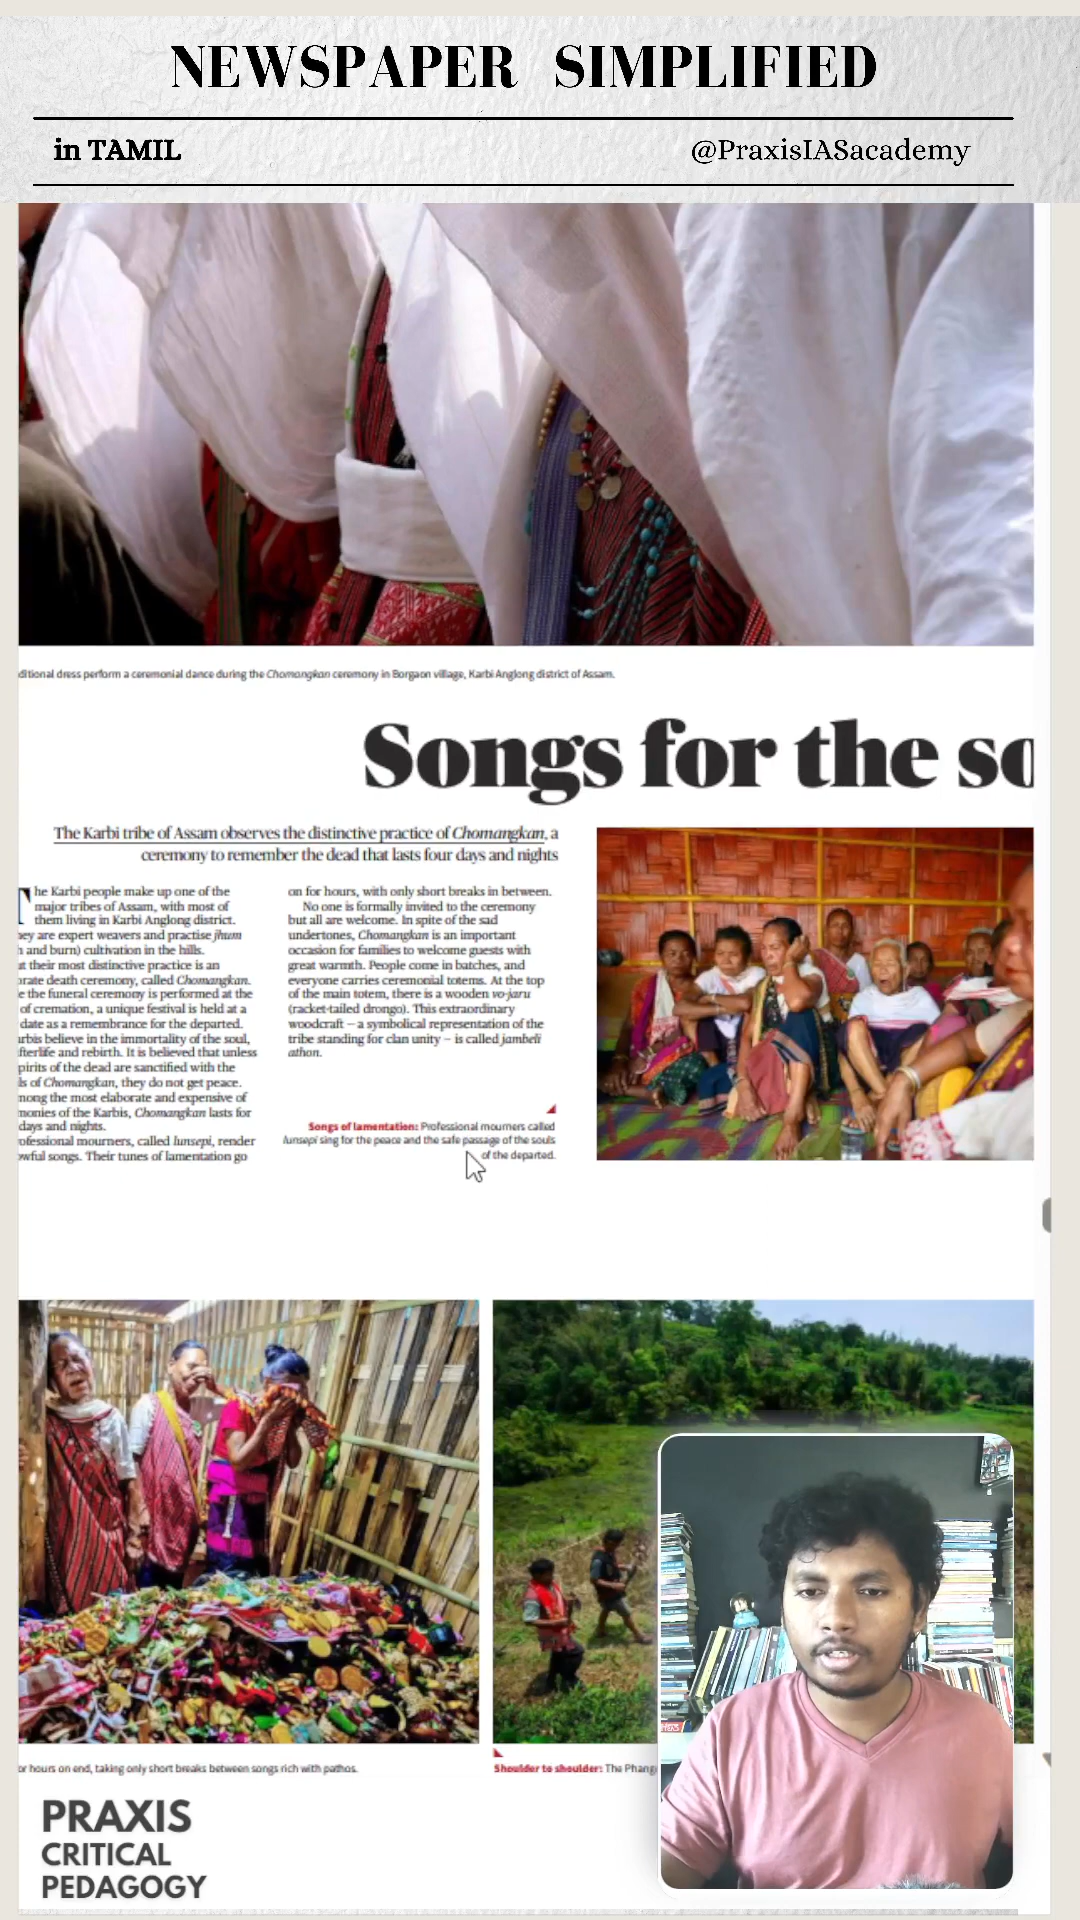 NEWSPAPER SIMPLIFIED
in TAMIL
@PraxisIASacademy
ditional dress perform a ceremonial dance during the Chomangkan ceremony in Borgaon village, Karbi Anglong district of Assam.
Songs for the so
The Karbi tribe of Assam observes the distinctive practice of Chomangkan, a
ceremony to remember the dead that lasts four days and nights
he Karbi people make up one of the
major tribes of Assam, with most of
them living in Karbi Anglong district.
ey are expert weavers and practise jhum
and burn) cultivation in the hills.
t their most distinctive practice is an
rate death ceremony, called Chomangkan.
e the funeral ceremony is performed at the
of cremation, a unique festival is held at a
date as a remembrance for the departed.
rbis believe in the immortality of the soul,
fterlife and rebirth. It is believed that unless
pirits of the dead are sanctified with the
ls of Chomangkan, they do not get peace.
mong the most elaborate and expensive of
monies of the Karbis, Chomangkan lasts for
days and nights.
ofessional mourners, called lunsepi, render
wful songs. Their tunes of lamentation go
on for hours, with only short breaks in between.
No one is formally invited to the ceremony
but all are welcome. In spite of the sad
undertones, Chomangkan is an important
occasion for families to welcome guests with
great warmth. People come in batches, and
everyone carries ceremonial totems. At the top
of the main totem, there is a wooden vo-jaru
(racket-tailed drongo). This extraordinary
woodcraft – a symbolical representation of the
tribe standing for clan unity – is called jambeli
athon.
Songs of lamentation: Professional mourners called
lunsepi sing for the peace and the safe passage of the souls
of the departed.
or hours on end, taking only short breaks between songs rich with pathos.
Shoulder to shoulder: The Phang
PRAXIS
CRITICAL
PEDAGOGY